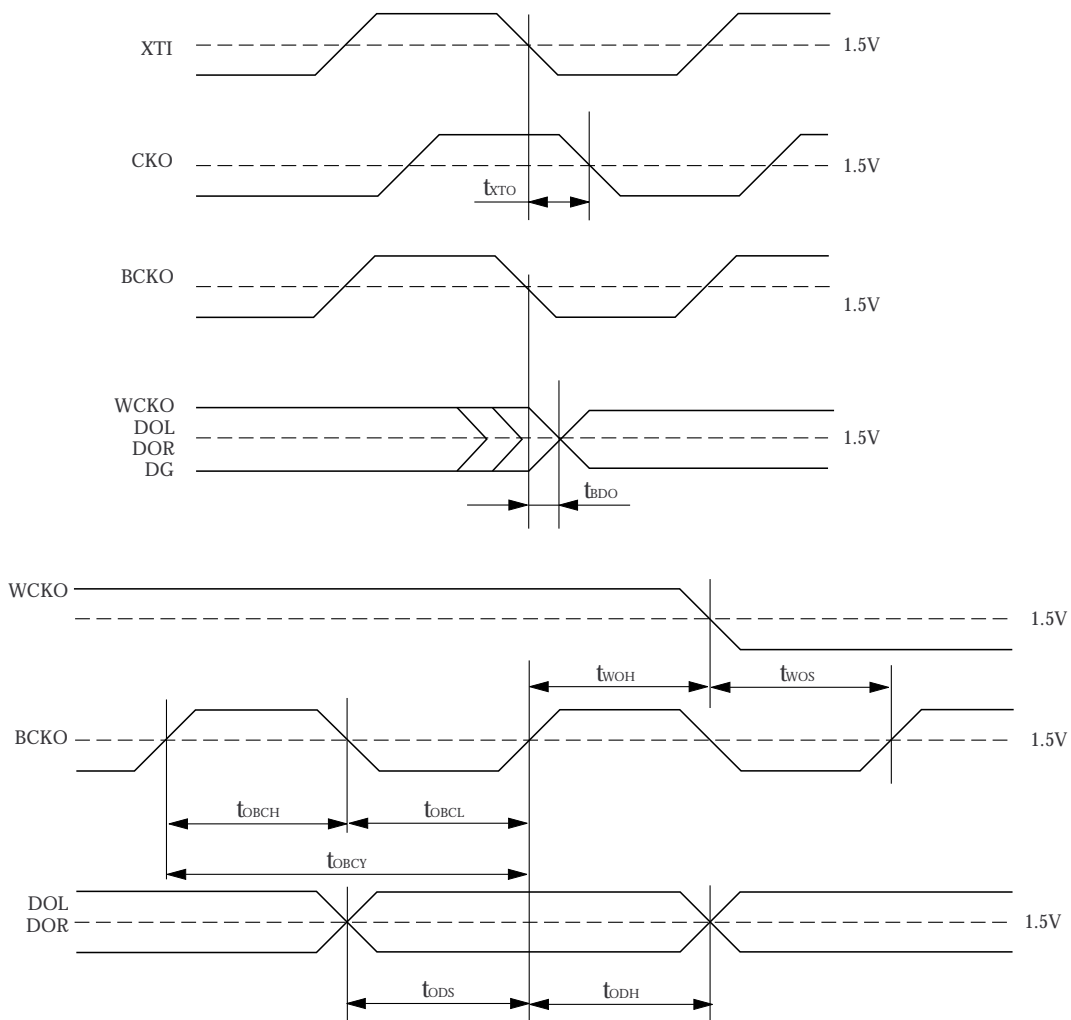 XTI
1.5V
CKO
1.5V
tXTO
BCKO
1.5V
WCKO
DOL
DOR
DG
1.5V
tBDO
WCKO
1.5V
tWOH
tWOS
BCKO
1.5V
tOBCH
tOBCL
tOBCY
DOL
DOR
1.5V
tODS
tODH